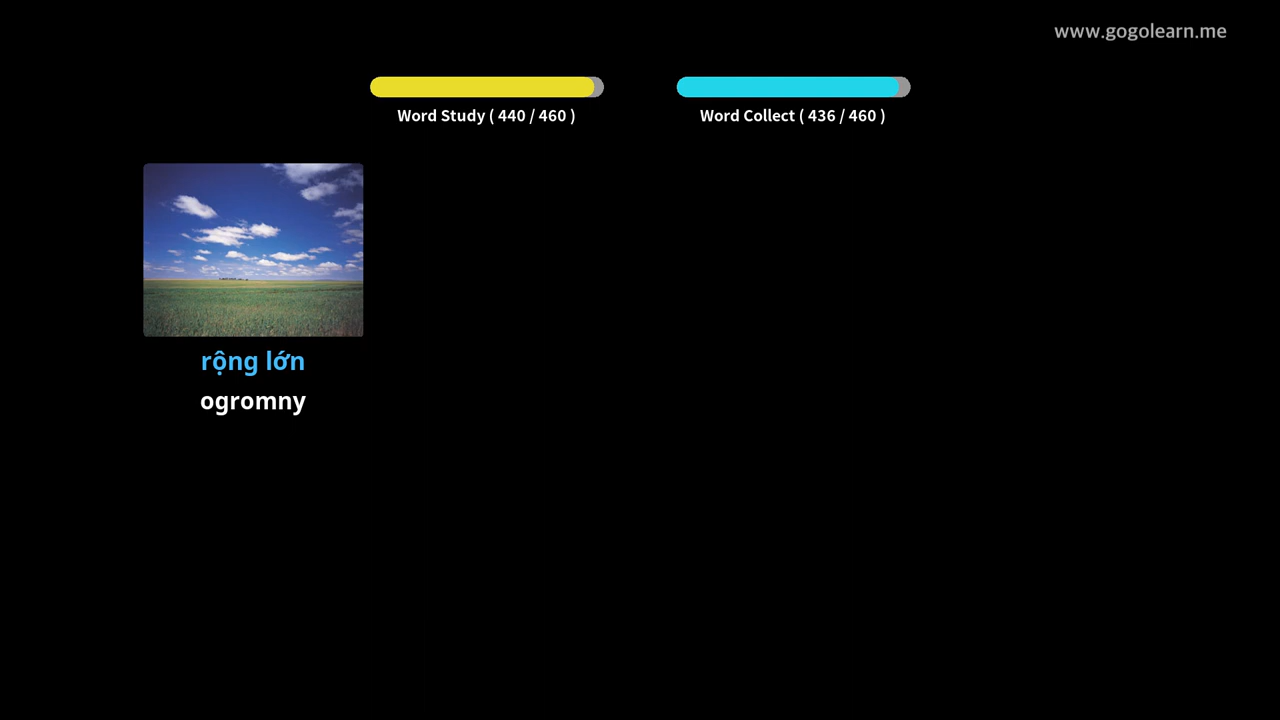 www.gogolearn.me
Word Study ( 440 / 460 )
Word Collect ( 436 / 460 )
rộng lớn
ogromny